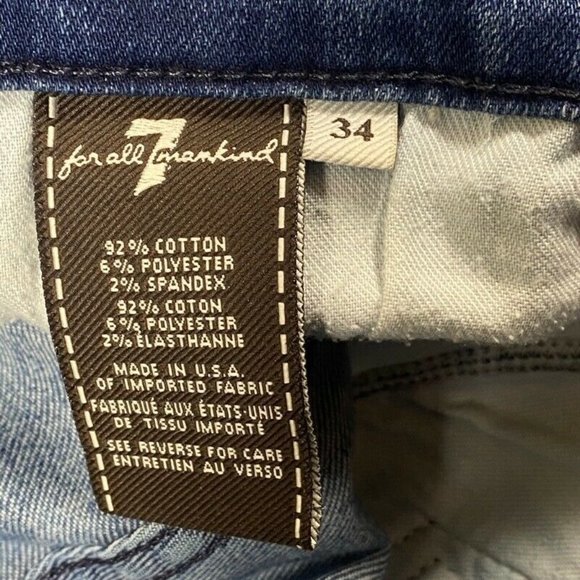 for all 7 mankind
34
92% COTTON
6% POLYESTER
2% SPANDEX
92% COTON
6% POLYESTER
2% ELASTHANNE
MADE IN U.S.A.
OF IMPORTED FABRIC
FABRIQUÉ AUX ÉTATS-UNIS
DE TISSU IMPORTÉ
SEE REVERSE FOR CARE
ENTRETIEN AU VERSO